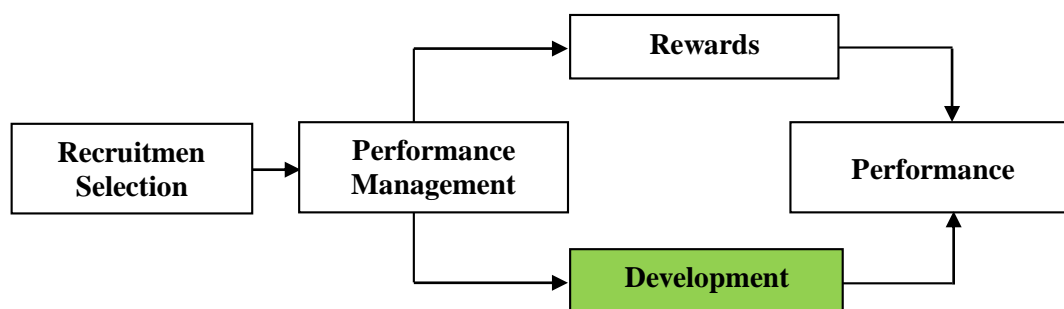 Rewards
Recruitmen
Selection
Performance
Management
Performance
Development